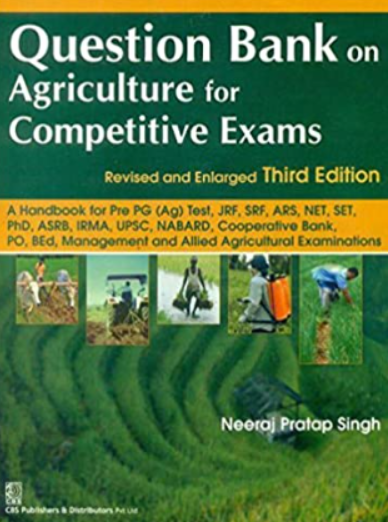 Question Bank on
Agriculture for
Competitive Exams
Revised and Enlarged Third Edition
A Handbook for Pre PG (Ag) Test, JRF, SRF, ARS, NET, SET,
PhD, ASRB, IRMA, UPSC, NABARD, Cooperative Bank,
PO, BEd, Management and Allied Agricultural Examinations
Neeraj Pratap Singh
CBS
CBS Publishers & Distributors Pvt Ltd